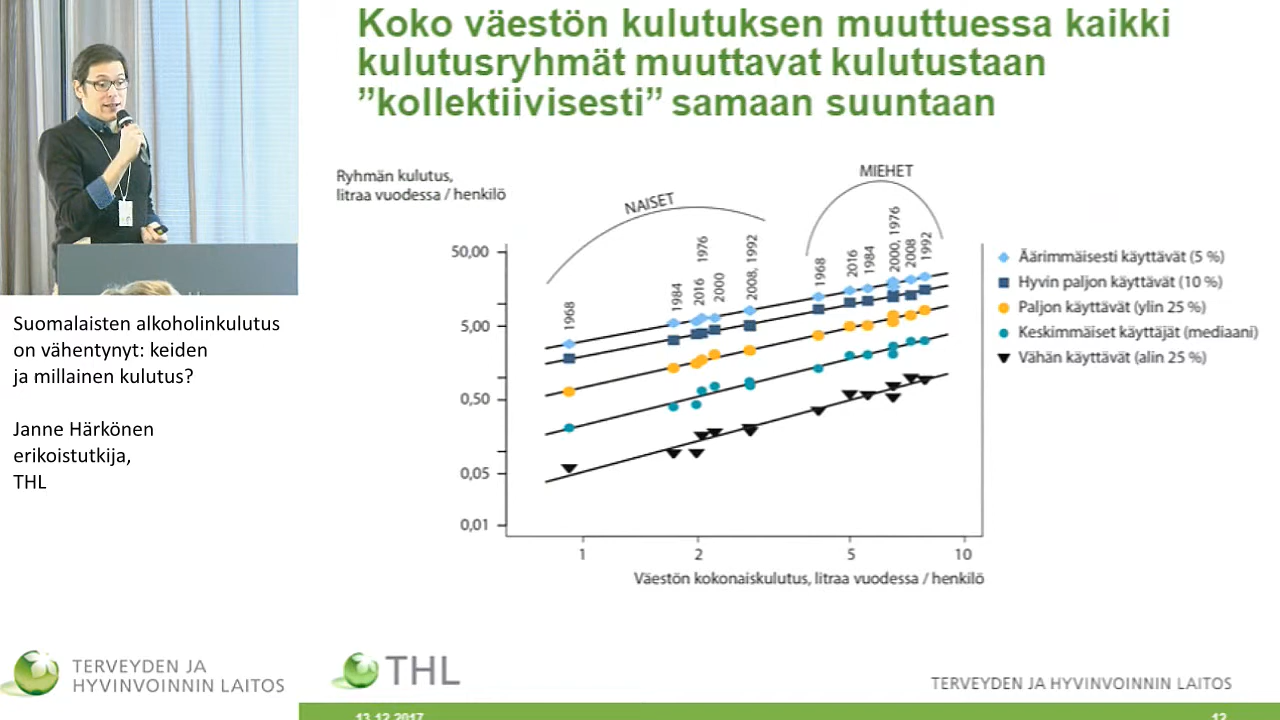 Koko väestön kulutuksen muuttuessa kaikki
kulutusryhmät muuttavat kulutustaan
”kollektiivisesti” samaan suuntaan
Suomalaisten alkoholinkulutus
on vähentynyt: keiden
ja millainen kulutus?
Janne Härkönen
erikoistutkija,
THL
Ryhmän kulutus,
litraa vuodessa / henkilö
NAISET
MIEHET
1968
1984
2016
1976
2000
2008, 1992
1968
2016
1984
2000, 1976
2008
1992
50,00
5,00
0,50
0,05
0,01
1
2
5
10
Väestön kokonaiskulutus, litraa vuodessa / henkilö
Äärimmäisesti käyttävät (5 %)
Hyvin paljon käyttävät (10 %)
Paljon käyttävät (ylin 25 %)
Keskimmäiset käyttäjät (mediaani)
Vähän käyttävät (alin 25 %)
TERVEYDEN JA
HYVINVOINNIN LAITOS
THL
TERVEYDEN JA HYVINVOINNIN LAITOS
13.12.2017
12